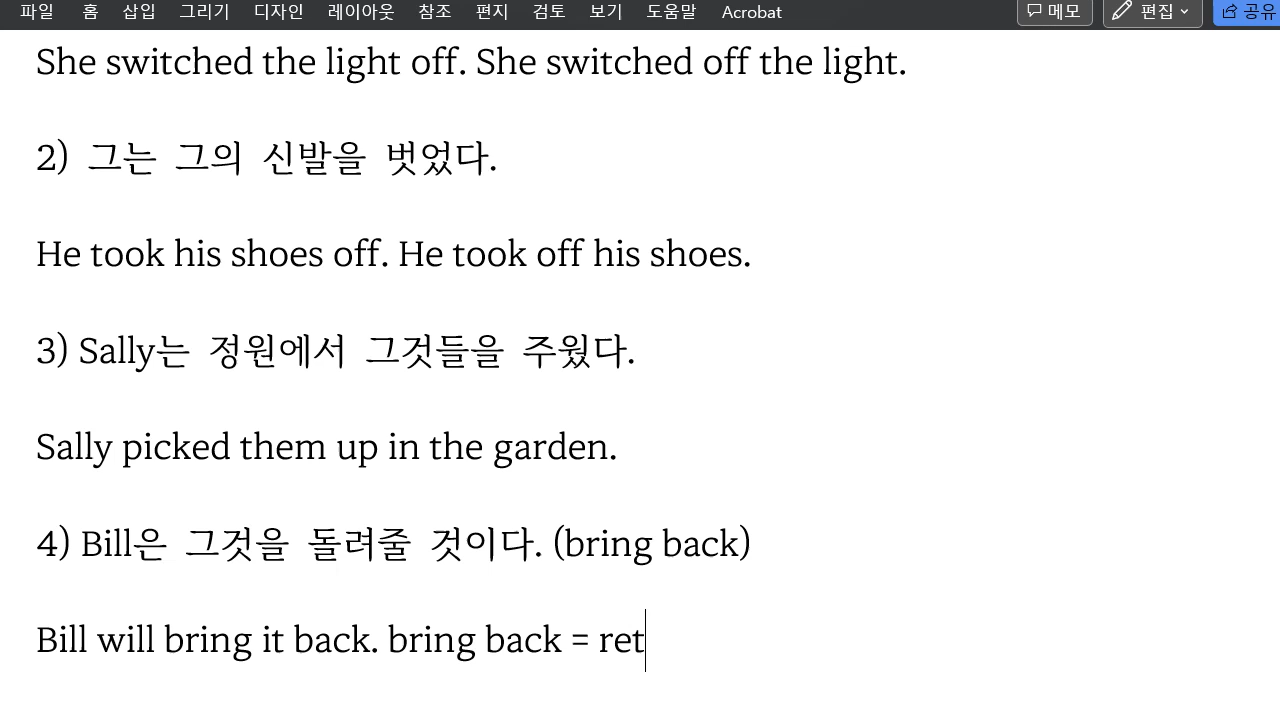 파일 홈 삽입 그리기 디자인 레이아웃 참조 편지 검토 보기 도움말 Acrobat 메모 편집 공유
She switched the light off. She switched off the light.
2) 그는 그의 신발을 벗었다.
He took his shoes off. He took off his shoes.
3) Sally는 정원에서 그것들을 주웠다.
Sally picked them up in the garden.
4) Bill은 그것을 돌려줄 것이다. (bring back)
Bill will bring it back. bring back = ret